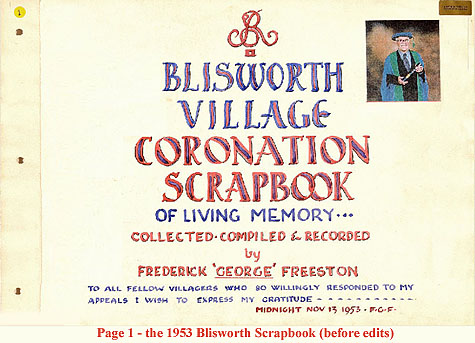 1
BLISWORTH
VILLAGE
CORONATION
SCRAPBOOK
OF LIVING MEMORY...
COLLECTED·COMPILED & RECORDED
by
FREDERICK 'GEORGE' FREESTON
TO ALL FELLOW VILLAGERS WHO SO WILLINGLY RESPONDED TO MY
APPEALS I WISH TO EXPRESS MY GRATITUDE - - - - - - - - - - -
MIDNIGHT NOV 13 1953 · F·G·F·
Page 1 - the 1953 Blisworth Scrapbook (before edits)